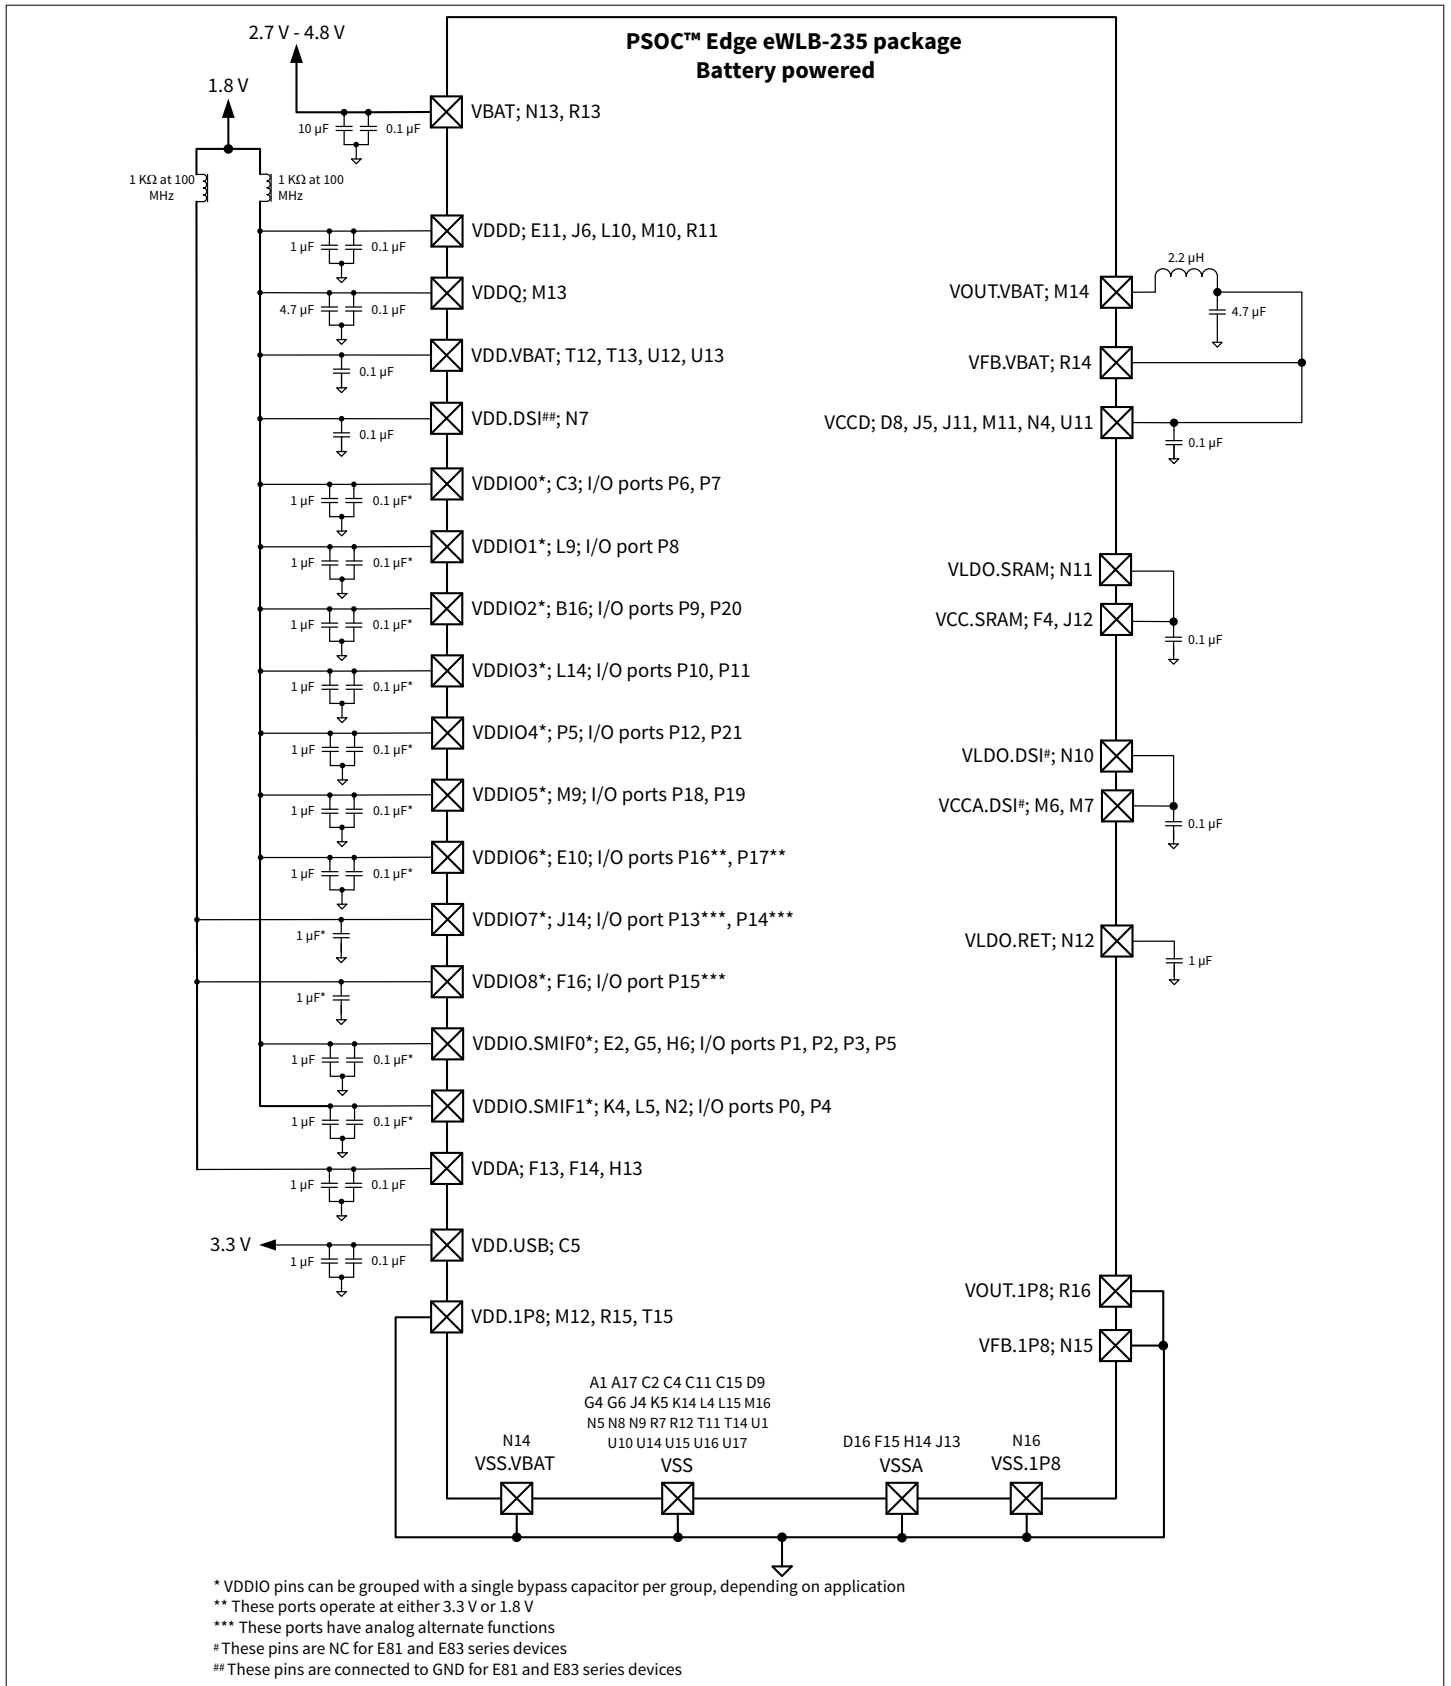 PSOC™ Edge eWLB-235 package
Battery powered
2.7 V - 4.8 V
1.8 V
VBAT; N13, R13
10 µF
0.1 µF
1 KΩ at 100
MHz
1 KΩ at 100
MHz
VDDD; E11, J6, L10, M10, R11
1 µF
0.1 µF
VDDQ; M13
4.7 µF
0.1 µF
VDD.VBAT; T12, T13, U12, U13
0.1 µF
VDD.DSI##; N7
0.1 µF
VDDIO0*; C3; I/O ports P6, P7
1 µF
0.1 µF*
VDDIO1*; L9; I/O port P8
1 µF
0.1 µF*
VDDIO2*; B16; I/O ports P9, P20
1 µF
0.1 µF*
VDDIO3*; L14; I/O ports P10, P11
1 µF
0.1 µF*
VDDIO4*; P5; I/O ports P12, P21
1 µF
0.1 µF*
VDDIO5*; M9; I/O ports P18, P19
1 µF
0.1 µF*
VDDIO6*; E10; I/O ports P16**, P17**
1 µF
0.1 µF*
VDDIO7*; J14; I/O port P13***, P14***
1 µF*
VDDIO8*; F16; I/O port P15***
1 µF*
VDDIO.SMIF0*; E2, G5, H6; I/O ports P1, P2, P3, P5
1 µF
0.1 µF*
VDDIO.SMIF1*; K4, L5, N2; I/O ports P0, P4
1 µF
0.1 µF*
VDDA; F13, F14, H13
1 µF
0.1 µF
3.3 V
VDD.USB; C5
1 µF
0.1 µF
VDD.1P8; M12, R15, T15
2.2 µH
VOUT.VBAT; M14
4.7 µF
VFB.VBAT; R14
VCCD; D8, J5, J11, M11, N4, U11
0.1 µF
VLDO.SRAM; N11
VCC.SRAM; F4, J12
0.1 µF
VLDO.DSI#; N10
VCCA.DSI#; M6, M7
0.1 µF
VLDO.RET; N12
1 µF
VOUT.1P8; R16
VFB.1P8; N15
N14
VSS.VBAT
A1 A17 C2 C4 C11 C15 D9
G4 G6 J4 K5 K14 L4 L15 M16
N5 N8 N9 R7 R12 T11 T14 U1
U10 U14 U15 U16 U17
VSS
D16 F15 H14 J13
VSSA
N16
VSS.1P8
* VDDIO pins can be grouped with a single bypass capacitor per group, depending on application
** These ports operate at either 3.3 V or 1.8 V
*** These ports have analog alternate functions
# These pins are NC for E81 and E83 series devices
## These pins are connected to GND for E81 and E83 series devices